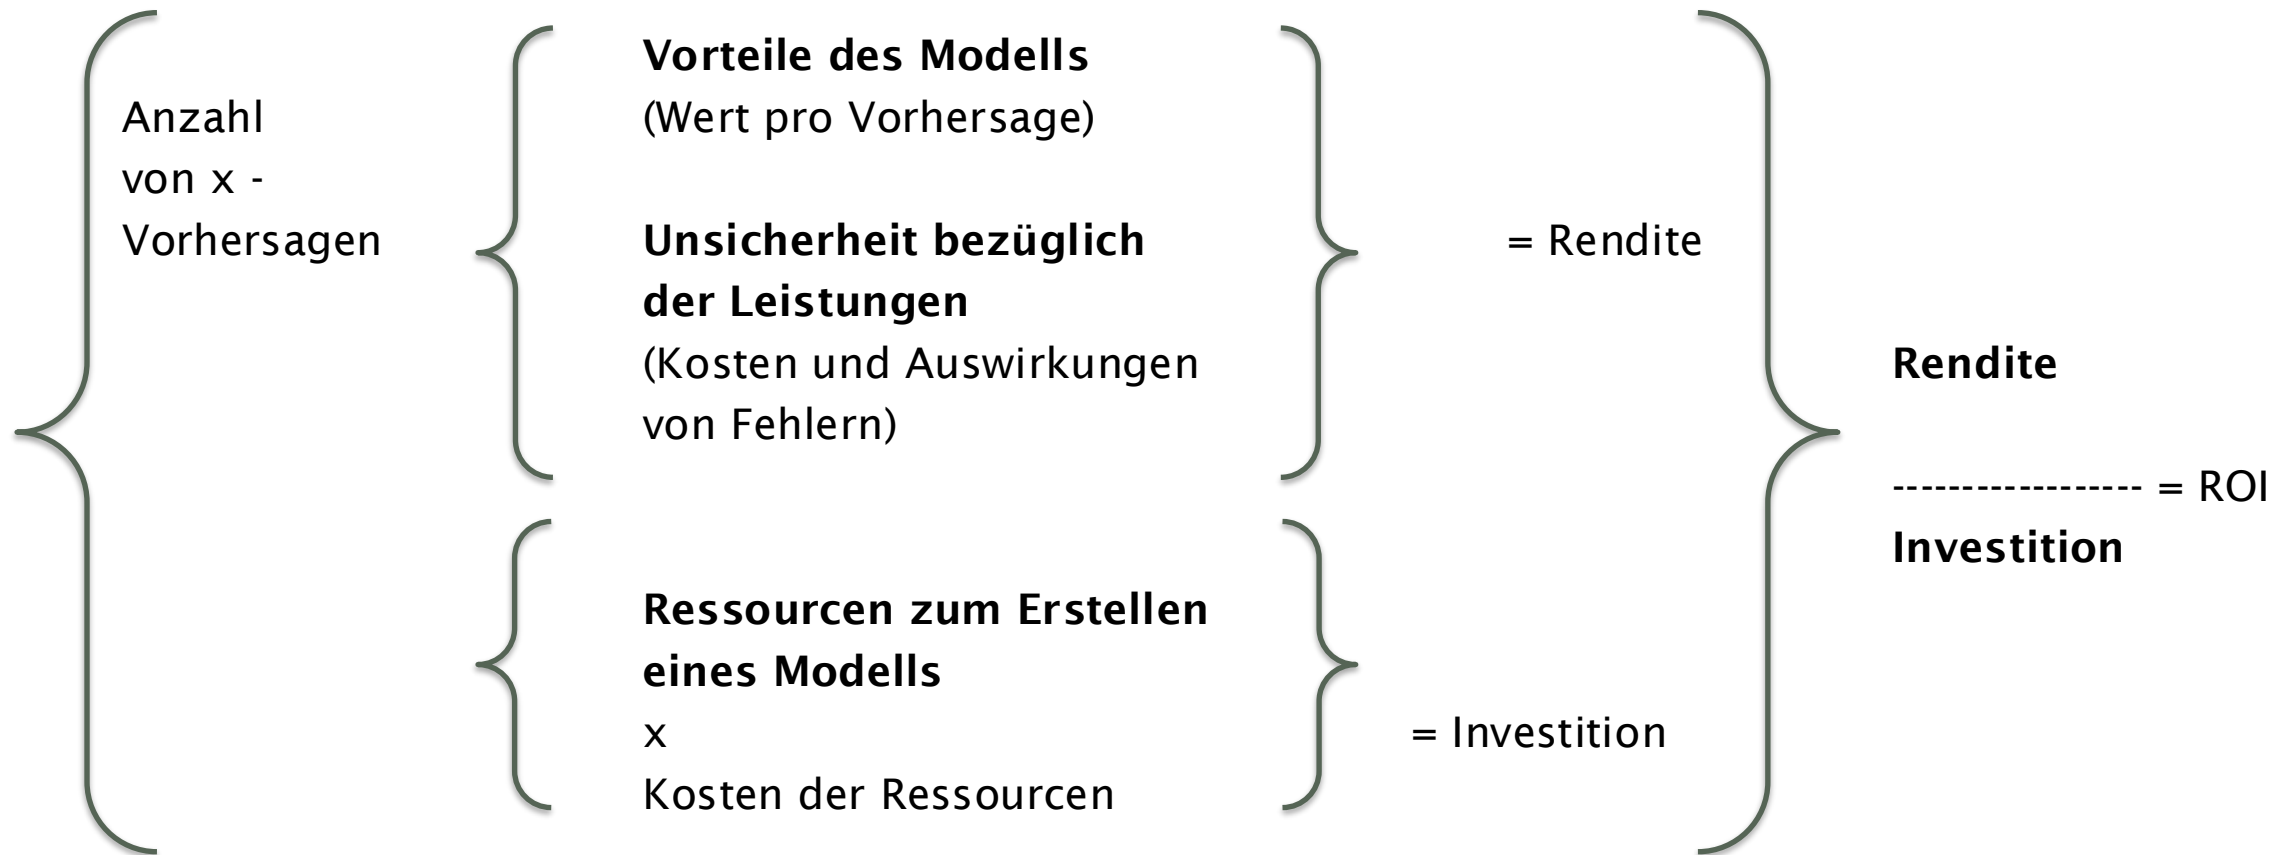 Anzahl
von x -
Vorhersagen
Vorteile des Modells
(Wert pro Vorhersage)
Unsicherheit bezüglich
der Leistungen
(Kosten und Auswirkungen
von Fehlern)
= Rendite
Ressourcen zum Erstellen
eines Modells
x
Kosten der Ressourcen
= Investition
Rendite
------------------ = ROI
Investition